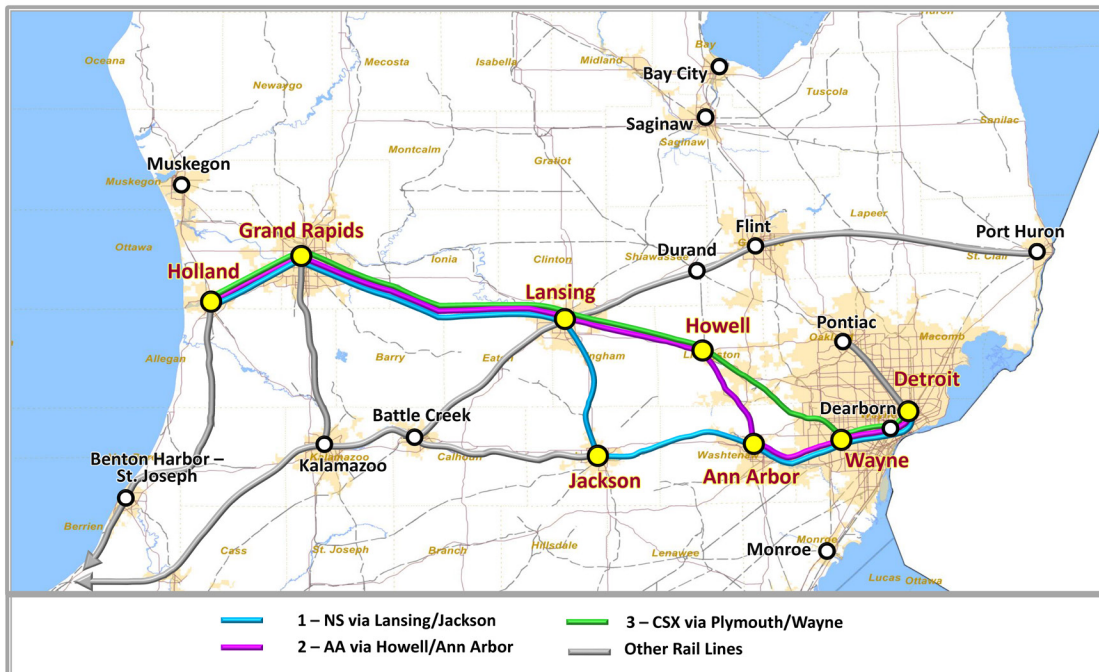 Oceana
Mecosta
Isabella
Midland
Bay
Huron
Bay City
Newaygo
Tuscola
Saginaw
Saginaw
Sanilac
Montcalm
Gratiot
Muskegon
Muskegon
Lapeer
Flint
Grand Rapids
Port Huron
Ottawa
Durand
Ionia
Clinton
Shiawassee
St. Clair
Holland
Lansing
Howell
Pontiac
Macomb
Allegan
Barry
Eaton
Ingham
Detroit
Battle Creek
Dearborn
Kalamazoo
Calhoun
Washtenaw
Wayne
Benton Harbor –
St. Joseph
Kalamazoo
Jackson
Ann Arbor
Berrien
Cass
St. Joseph
Branch
Hillsdale
Lenawee
Monroe
Monroe
Lucas
Ottawa
1 – NS via Lansing/Jackson
3 – CSX via Plymouth/Wayne
2 – AA via Howell/Ann Arbor
Other Rail Lines